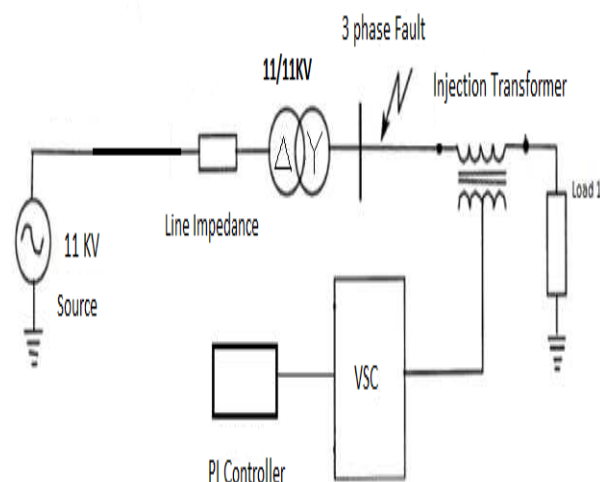 3 phase Fault
11/11KV
Injection Transformer
Δ Y
Line Impedance
Load 1
11 KV
Source
VSC
PI Controller